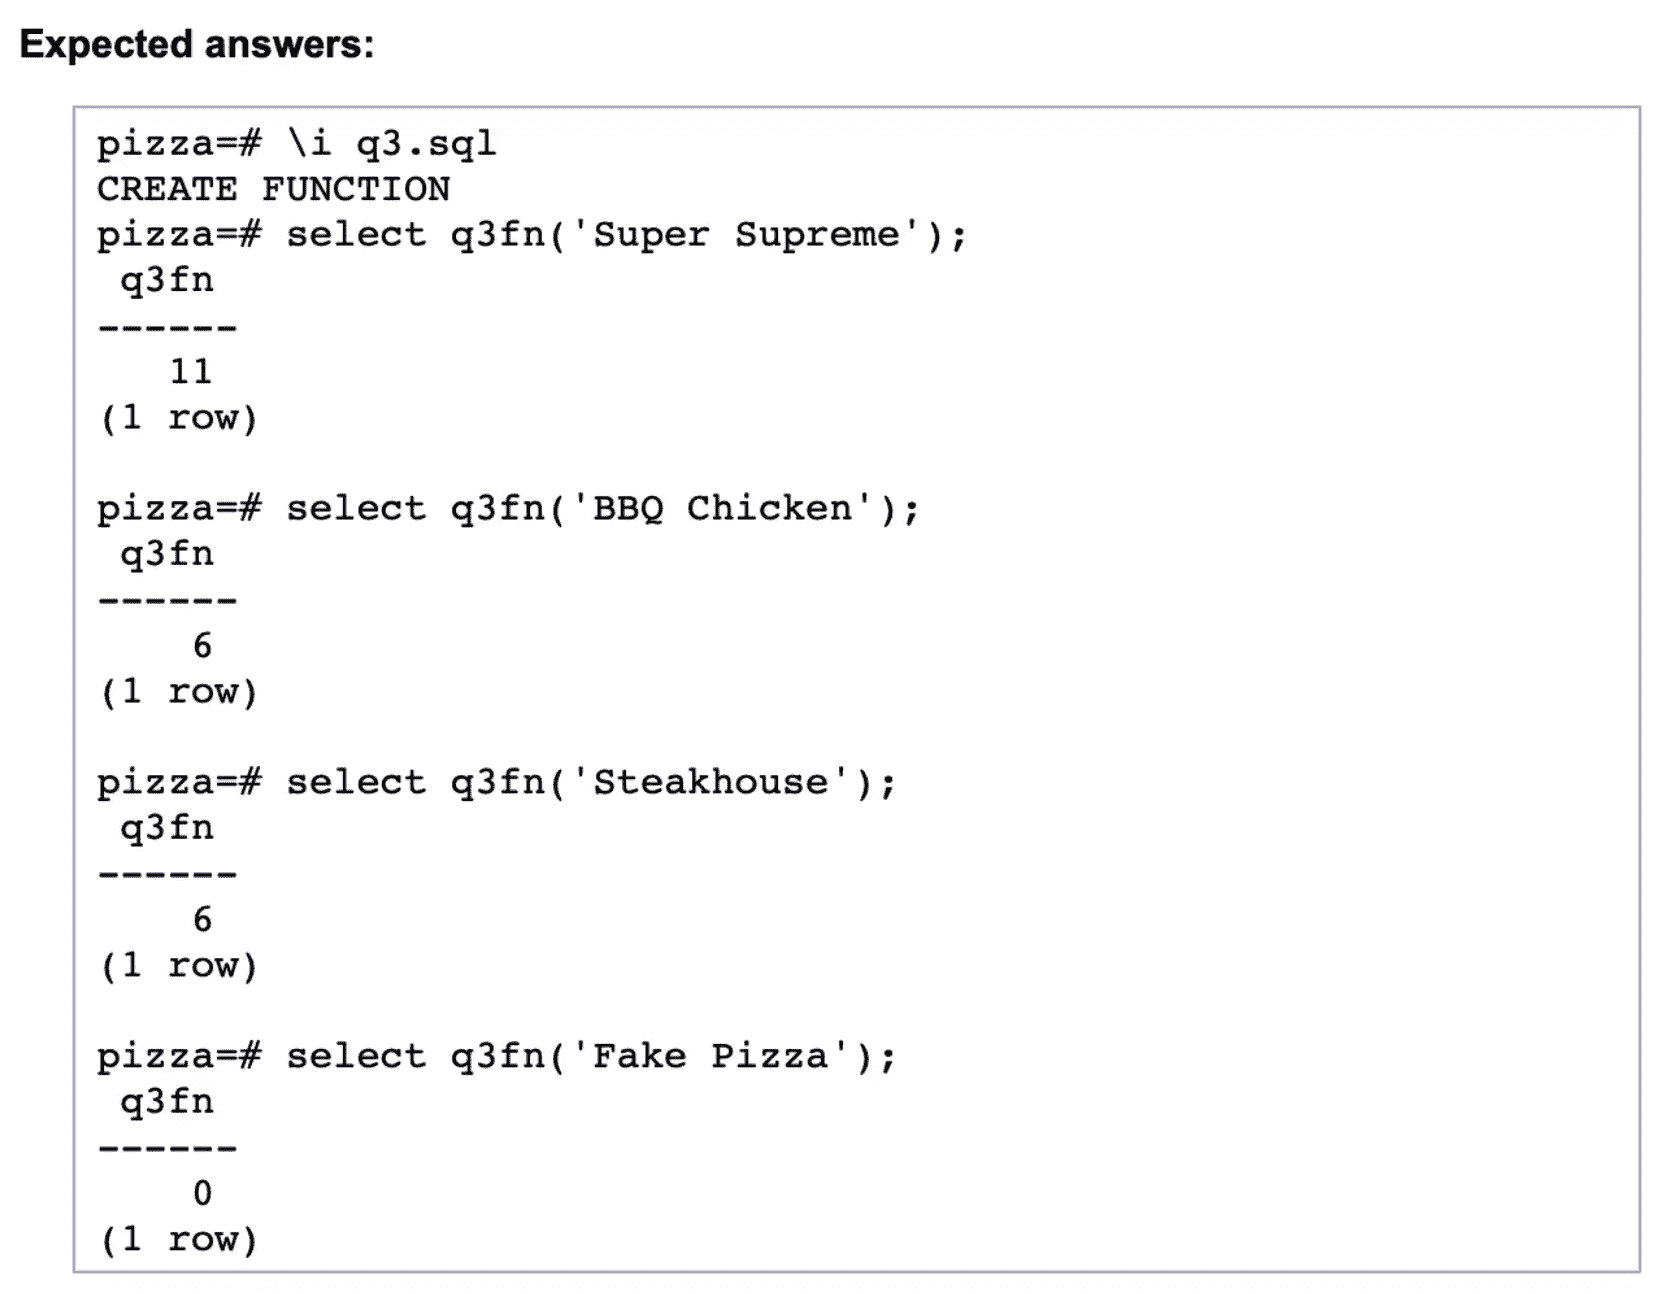 Expected answers:
pizza=# \i q3.sql
CREATE FUNCTION
pizza=# select q3fn('Super Supreme');
 q3fn
------
   11
(1 row)

pizza=# select q3fn('BBQ Chicken');
 q3fn
------
    6
(1 row)

pizza=# select q3fn('Steakhouse');
 q3fn
------
    6
(1 row)

pizza=# select q3fn('Fake Pizza');
 q3fn
------
    0
(1 row)